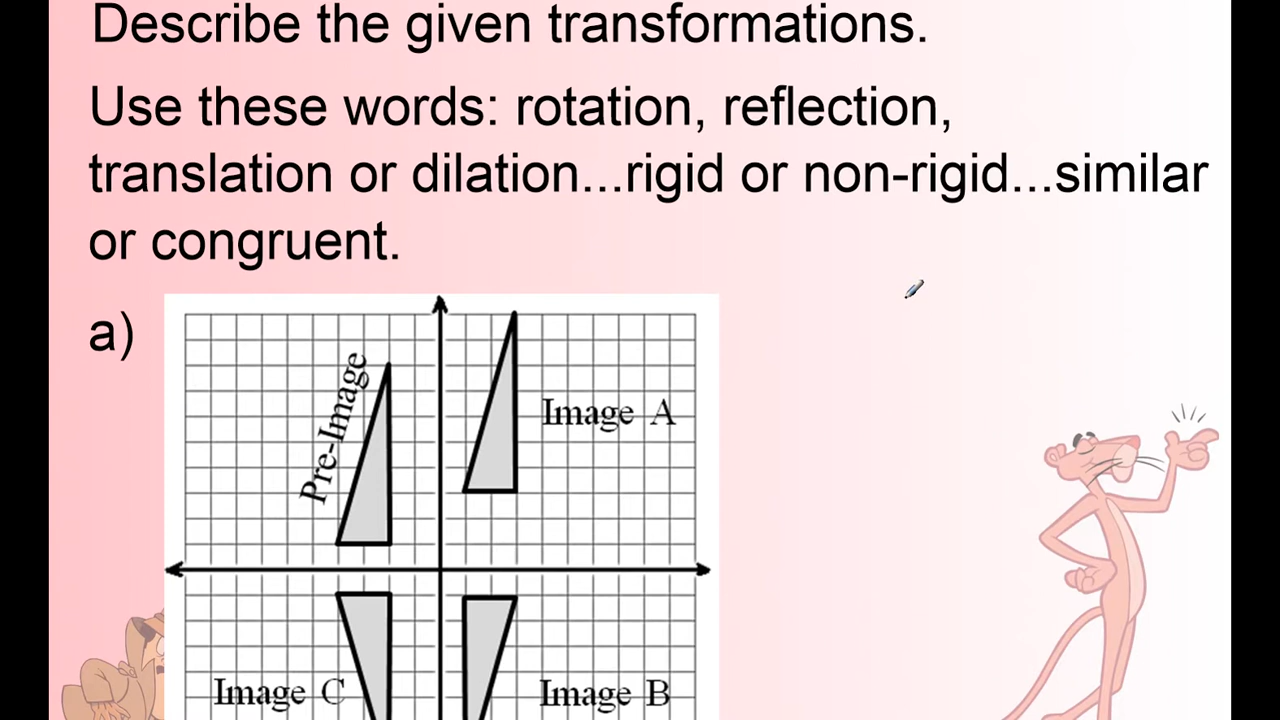 Describe the given transformations.
Use these words: rotation, reflection,
translation or dilation...rigid or non-rigid...similar
or congruent.
a)
Pre-Image
Image A
Image C
Image B